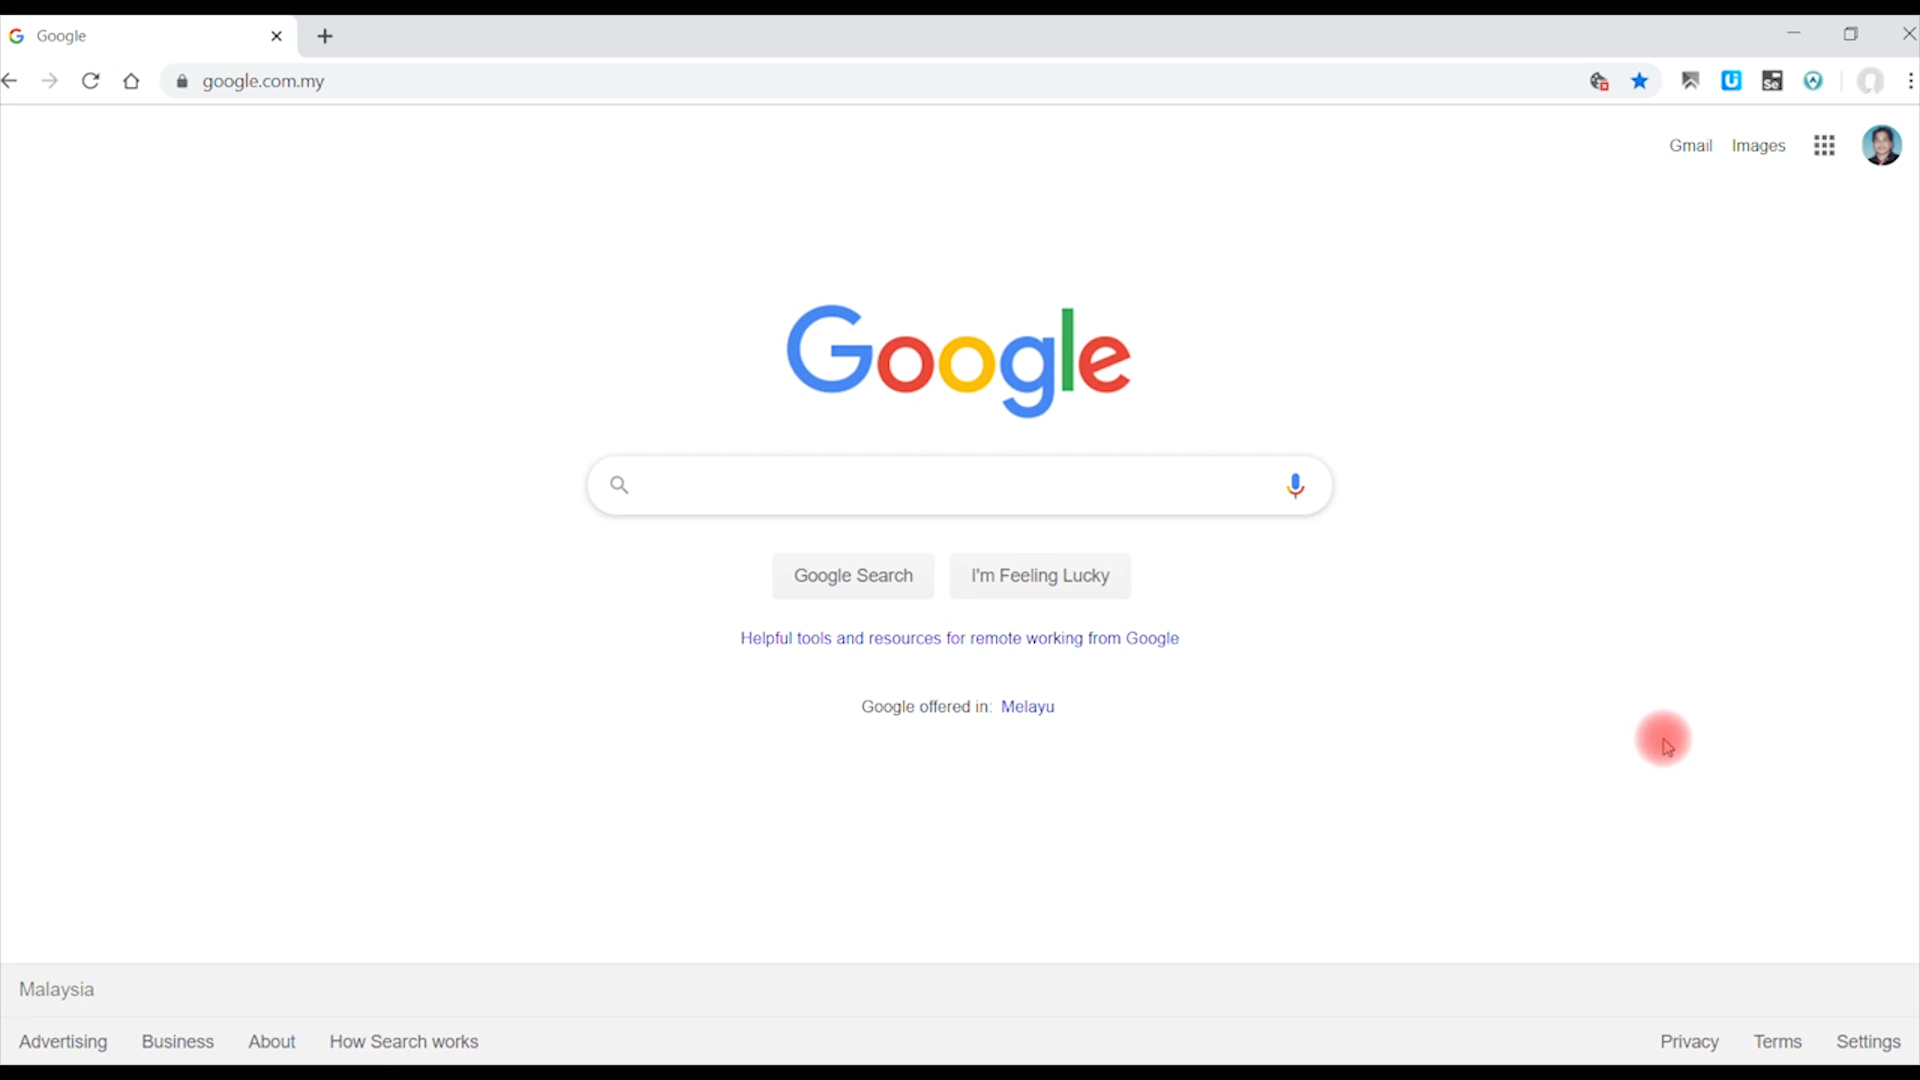 Google
google.com.my
Se
Gmail Images
Google
Google Search I'm Feeling Lucky
Helpful tools and resources for remote working from Google
Google offered in: Melayu
Malaysia
Advertising Business About How Search works Privacy Terms Settings